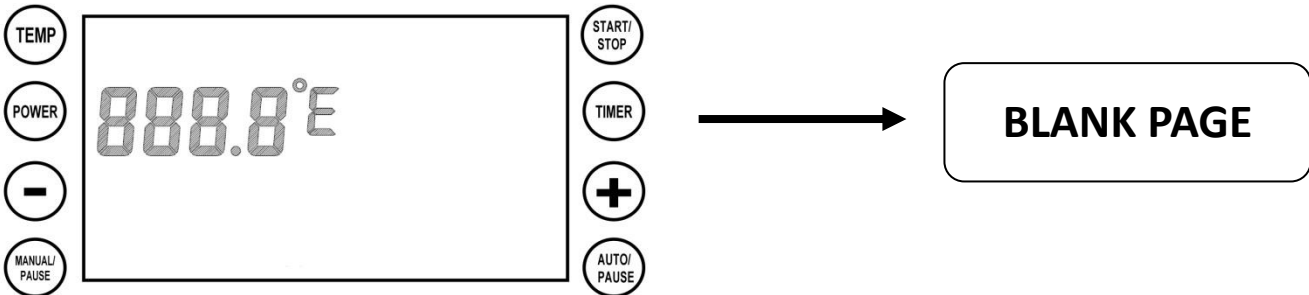 TEMP
START/
STOP
POWER
888.8°E
TIMER
BLANK PAGE
-
+
MANUAL/
PAUSE
AUTO/
PAUSE